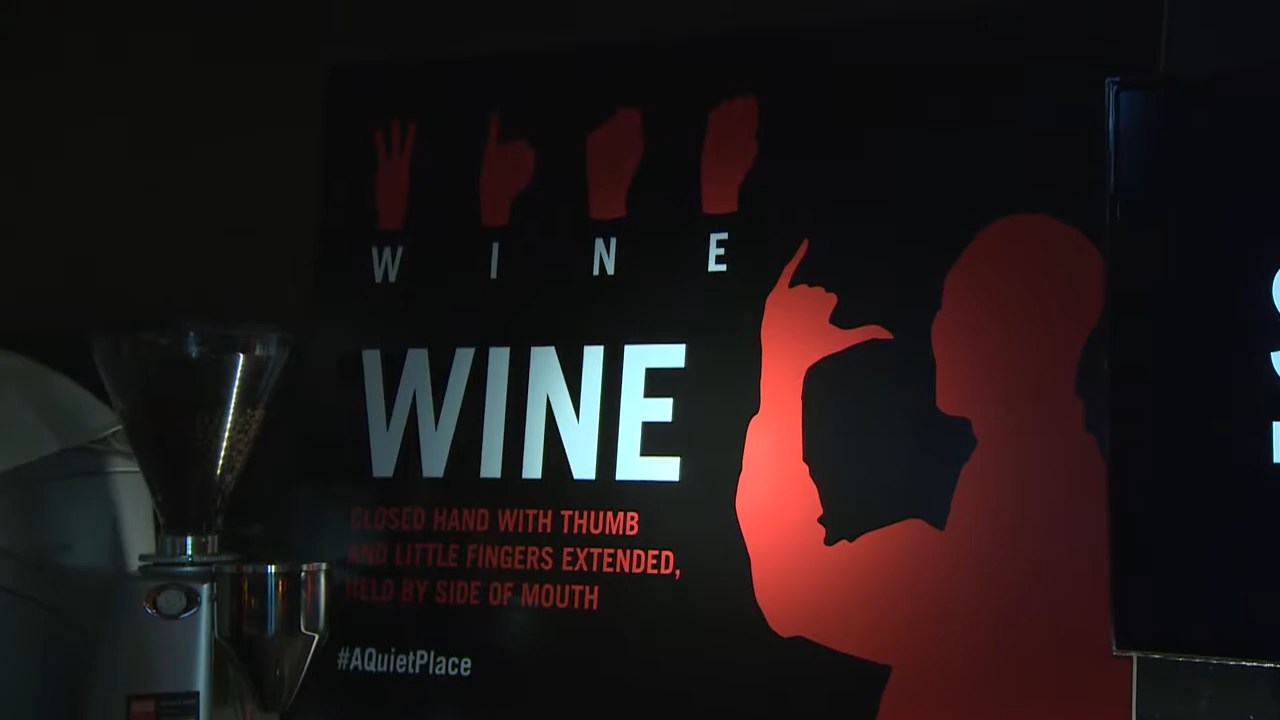 W I N E
WINE
CLOSED HAND WITH THUMB
AND LITTLE FINGERS EXTENDED,
HELD BY SIDE OF MOUTH
#AQuietPlace